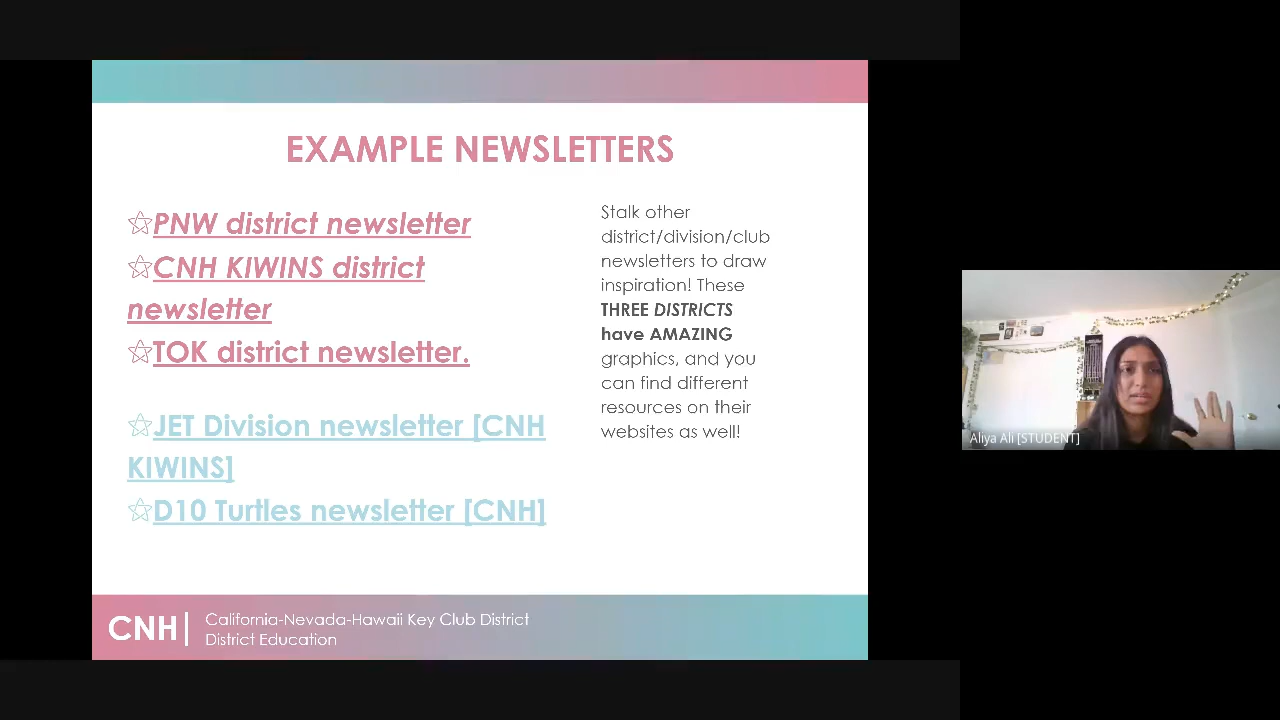 EXAMPLE NEWSLETTERS
☆PNW district newsletter
☆CNH KIWINS district
newsletter
☆TOK district newsletter.
☆JET Division newsletter [CNH
KIWINS]
☆D10 Turtles newsletter [CNH]
Stalk other
district/division/club
newsletters to draw
inspiration! These
THREE DISTRICTS
have AMAZING
graphics, and you
can find different
resources on their
websites as well!
CNH
California-Nevada-Hawaii Key Club District
District Education
Aliya Ali [STUDENT]